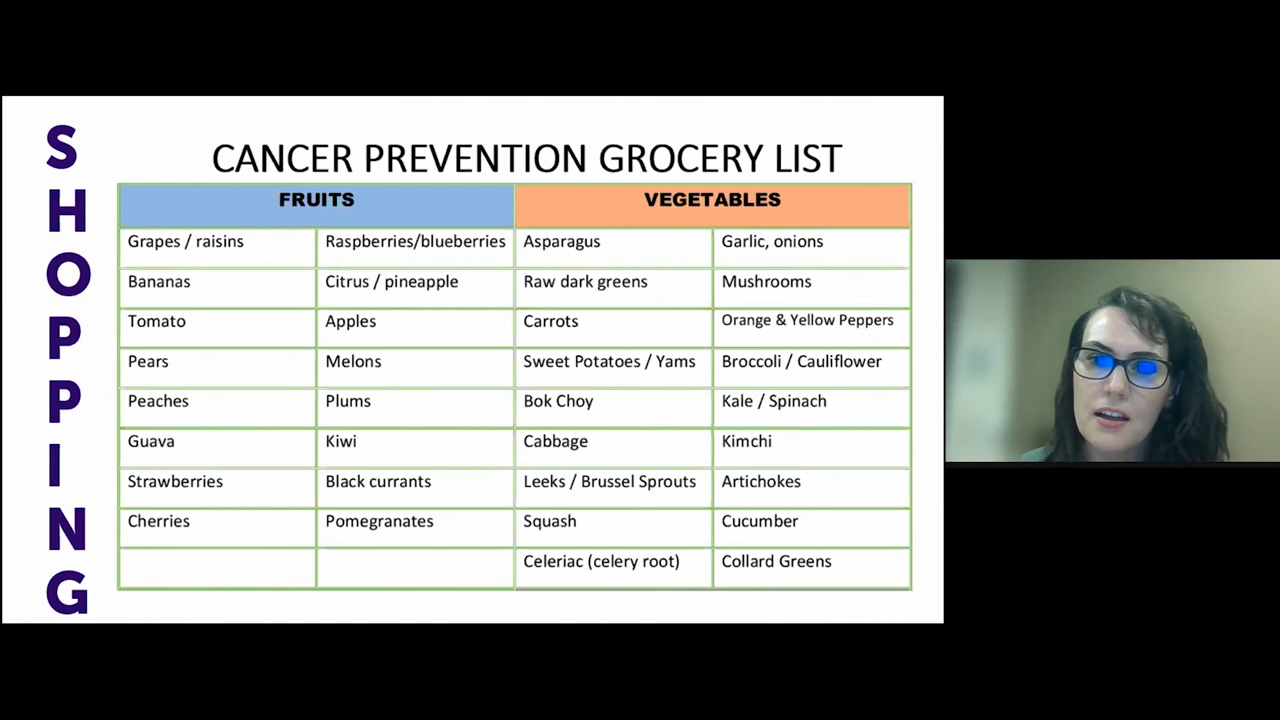 SHOPPING
CANCER PREVENTION GROCERY LIST
FRUITS VEGETABLES
Grapes / raisins Raspberries/blueberries Asparagus Garlic, onions
Bananas Citrus / pineapple Raw dark greens Mushrooms
Tomato Apples Carrots Orange & Yellow Peppers
Pears Melons Sweet Potatoes / Yams Broccoli / Cauliflower
Peaches Plums Bok Choy Kale / Spinach
Guava Kiwi Cabbage Kimchi
Strawberries Black currants Leeks / Brussel Sprouts Artichokes
Cherries Pomegranates Squash Cucumber
Celeriac (celery root) Collard Greens